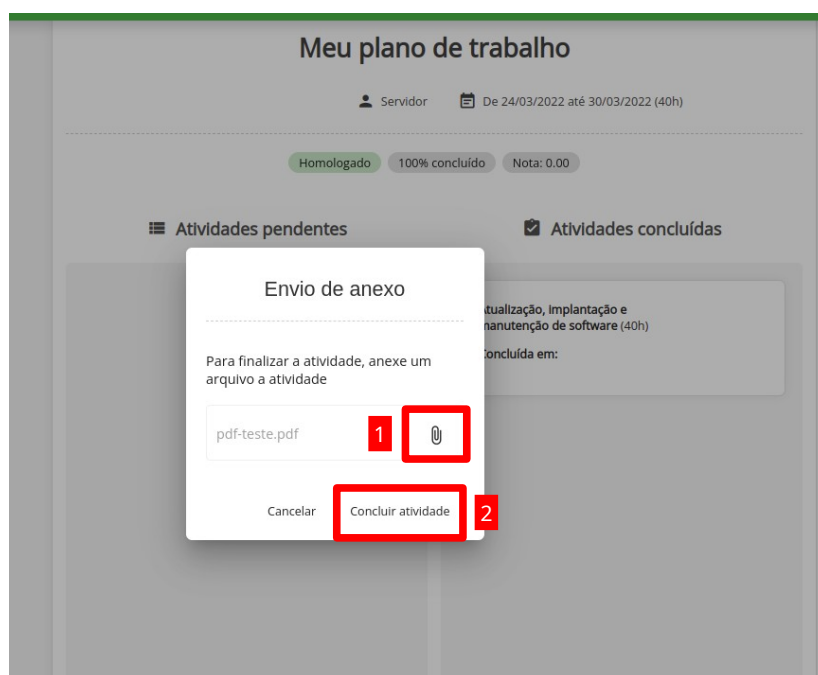 Meu plano de trabalho
Servidor De 24/03/2022 até 30/03/2022 (40h)
Homologado 100% concluído Nota: 0.00
Atividades pendentes Atividades concluídas
Envio de anexo
Para finalizar a atividade, anexe um
arquivo a atividade
pdf-teste.pdf 1
Cancelar Concluir atividade 2
tualização, implantação e
manutenção de software (40h)
Concluída em: